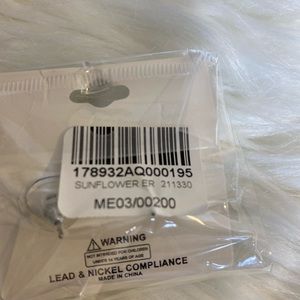 178932AQ000195
SUNFLOWER ER 211330
ME03/00200
WARNING
NOT INTENDED FOR CHILDREN
UNDER 14 YEARS OF AGE
LEAD & NICKEL COMPLIANCE
MADE IN CHINA